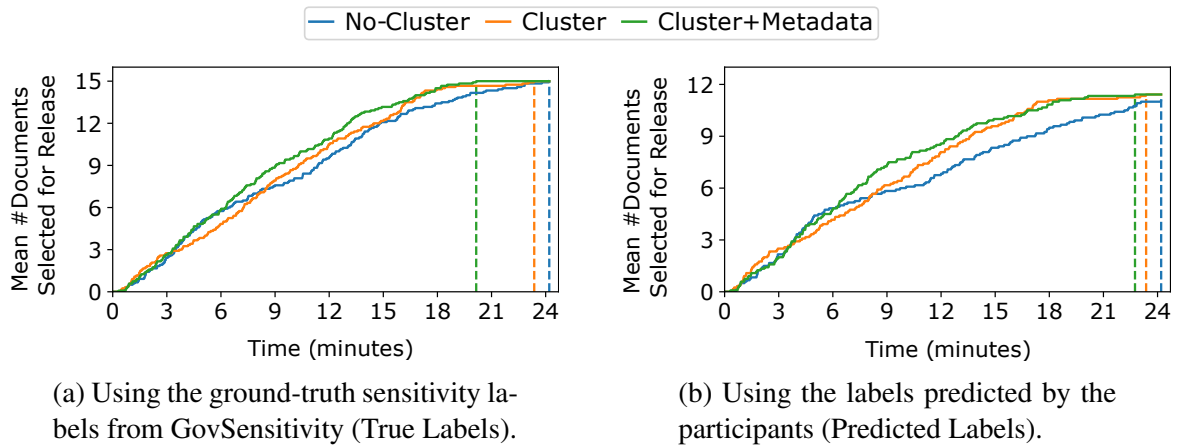 No-Cluster Cluster Cluster+Metadata
Mean #Documents
Selected for Release
15
12
9
6
3
0
0 3 6 9 12 15 18 21 24
Time (minutes)
(a) Using the ground-truth sensitivity la-
bels from GovSensitivity (True Labels).
Mean #Documents
Selected for Release
12
9
6
3
0
0 3 6 9 12 15 18 21 24
Time (minutes)
(b) Using the labels predicted by the
participants (Predicted Labels).